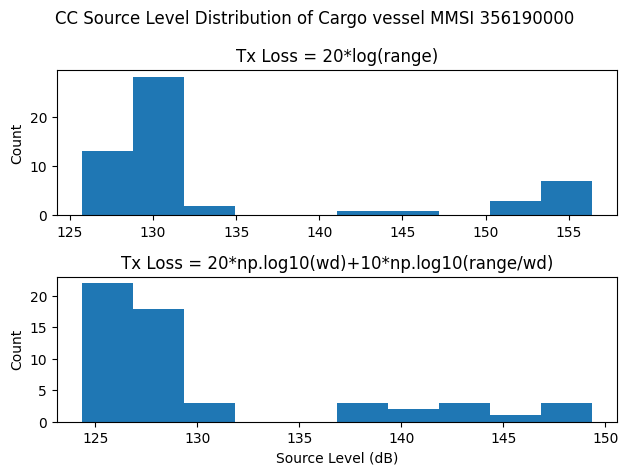 CC Source Level Distribution of Cargo vessel MMSI 356190000
Tx Loss = 20*log(range)
Count
20
10
0
125 130 135 140 145 150 155
Tx Loss = 20*np.log10(wd)+10*np.log10(range/wd)
Count
20
15
10
5
0
125 130 135 140 145 150
Source Level (dB)